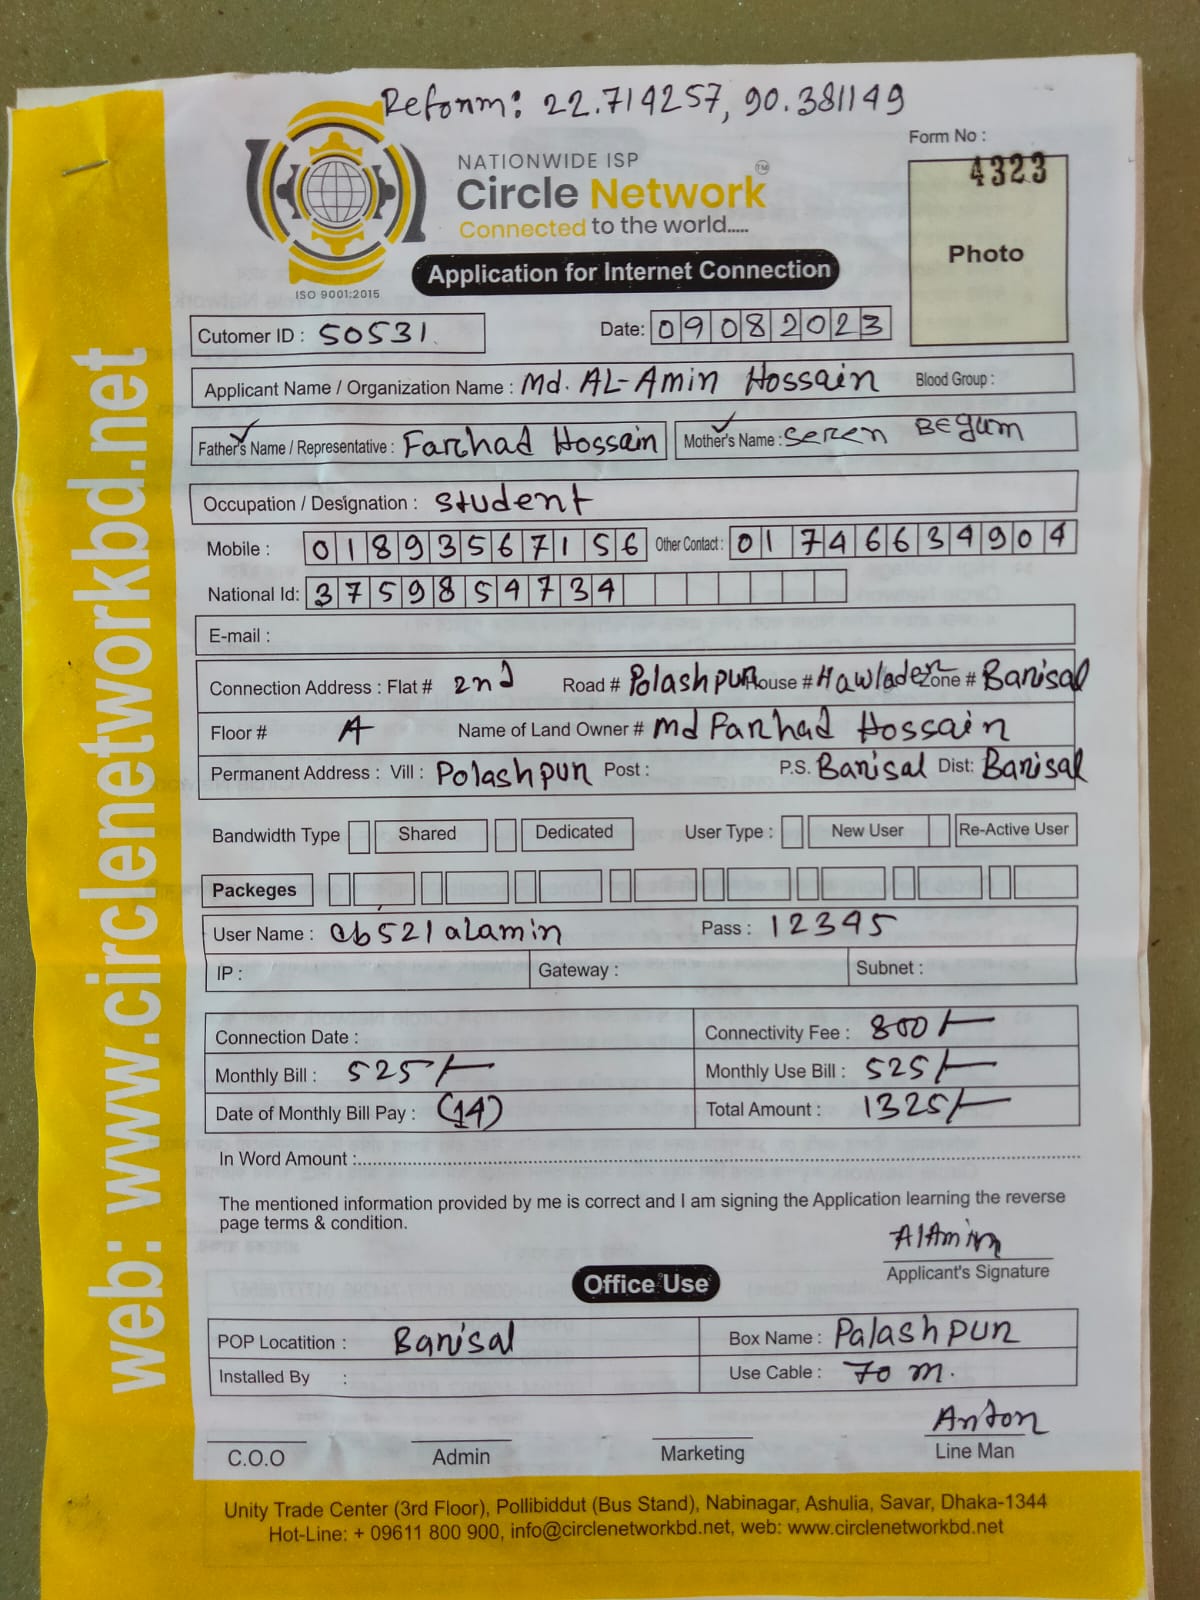 Reform: 22.714257, 90.381149
Form No :
4323
Photo
NATIONWIDE ISP
Circle Network TM
Connected to the world.....
ISO 9001:2015
Application for Internet Connection
Cutomer ID : 50531
Date: 09082023
Applicant Name / Organization Name : Md. AL-Amin Hossain Blood Group :
Father's Name / Representative : Farhad Hossain Mother's Name : Seren BEgum
Occupation / Designation : Student
Mobile : 01893567156 Other Contact : 01746634904
National Id: 3759854734
E-mail :
Connection Address : Flat # 2nd Road # Polashpur House # Hawlader Zone # Barisal
Floor # A Name of Land Owner # md Farhad Hossain
Permanent Address : Vill : Polashpur Post : P.S. Barisal Dist: Barisal
Bandwidth Type Shared Dedicated User Type : New User Re-Active User
Packeges
User Name : cb521alamin Pass : 12345
IP : Gateway : Subnet :
Connection Date : Connectivity Fee : 800/-
Monthly Bill : 525/- Monthly Use Bill : 525/-
Date of Monthly Bill Pay : (14) Total Amount : 1325/-
In Word Amount :
The mentioned information provided by me is correct and I am signing the Application learning the reverse
page terms & condition.
AlAmin
Applicant's Signature
Office Use
POP Locatition : Barisal Box Name : Palashpur
Installed By : Use Cable : 70 m.
Anton
C.O.O Admin Marketing Line Man
Unity Trade Center (3rd Floor), Pollibiddut (Bus Stand), Nabinagar, Ashulia, Savar, Dhaka-1344
Hot-Line: + 09611 800 900, info@circlenetworkbd.net, web: www.circlenetworkbd.net
web: www.circlenetworkbd.net